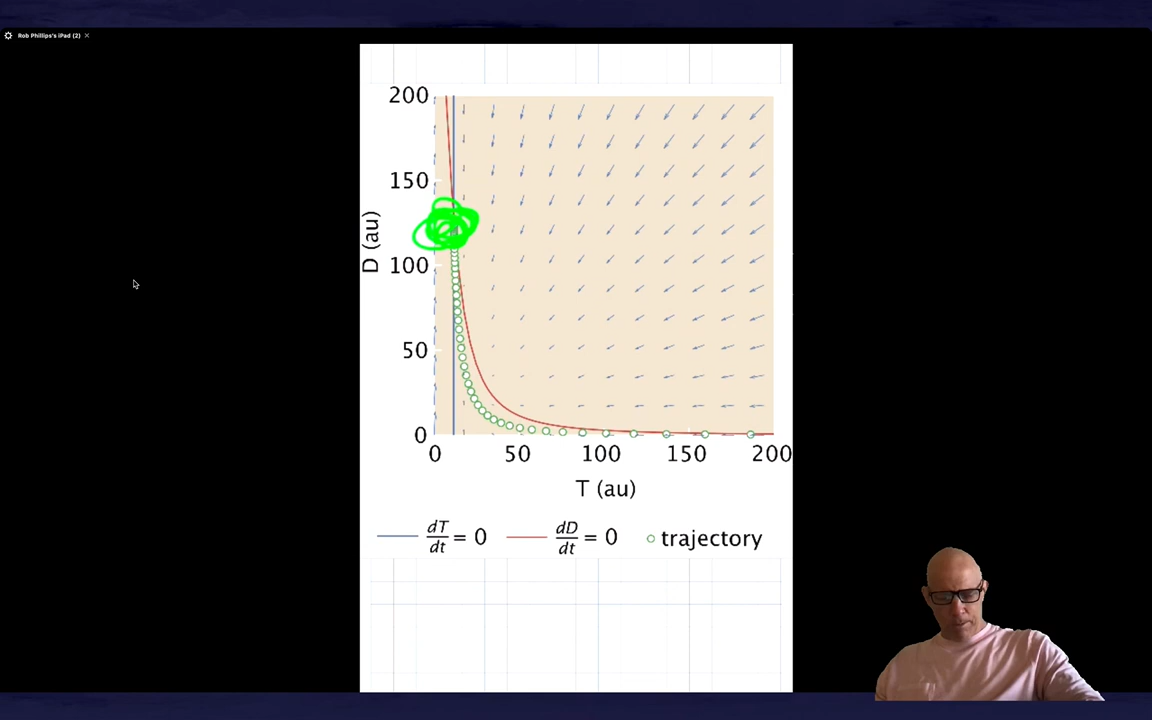 Rob Phillips's iPad (2)
200
150
D (au)
100
50
0
0 50 100 150 200
T (au)
dT/dt = 0 dD/dt = 0 trajectory